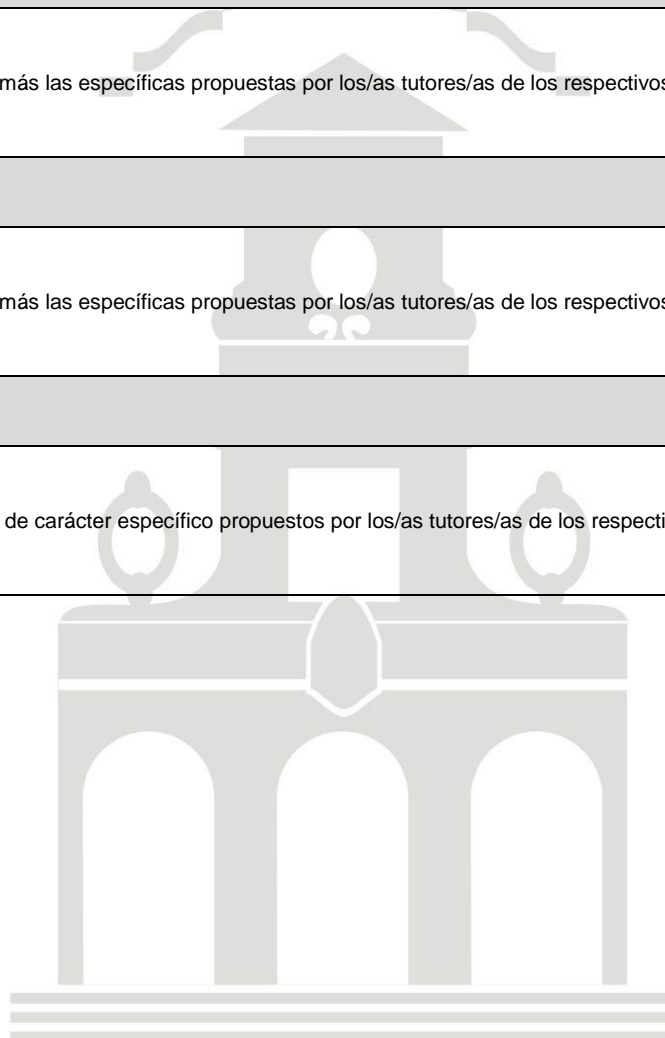 más las específicas propuestas por los/as tutores/as de los respectivos
más las específicas propuestas por los/as tutores/as de los respectivos
de carácter específico propuestos por los/as tutores/as de los respecti